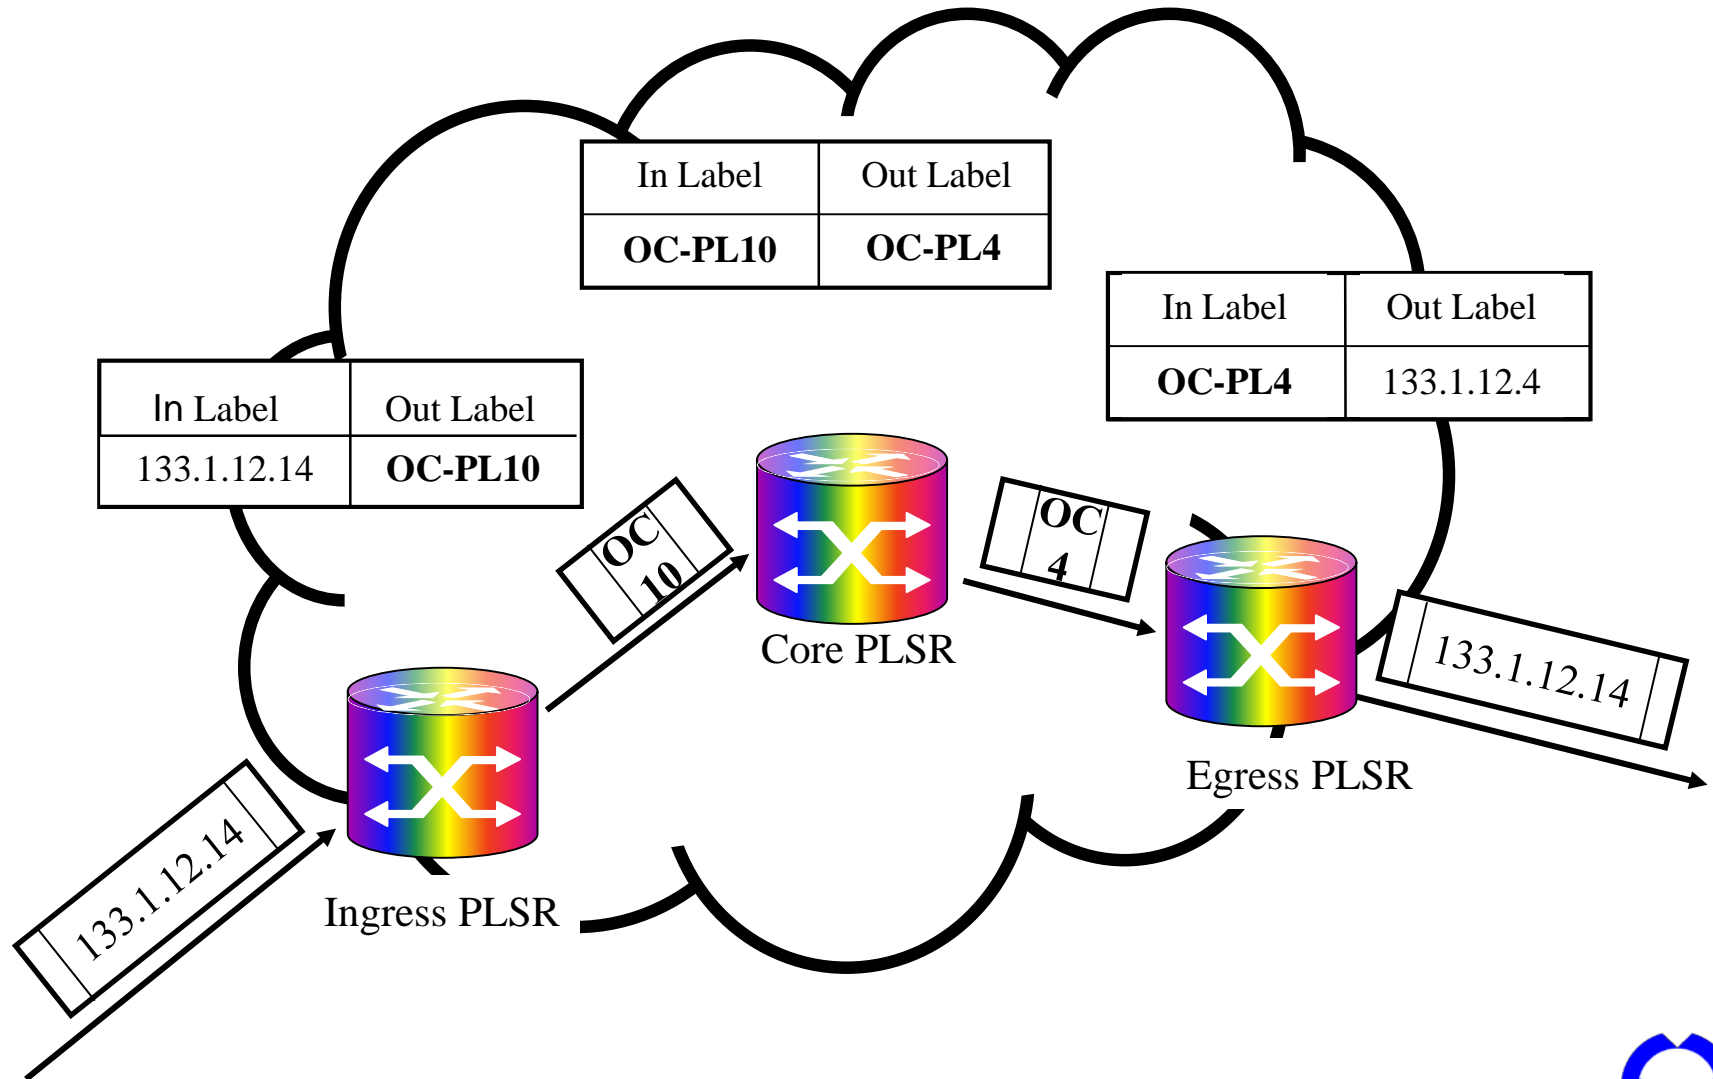 In Label Out Label
OC-PL10 OC-PL4
In Label Out Label
OC-PL4 133.1.12.4
In Label Out Label
133.1.12.14 OC-PL10
OC
10
OC
4
Core PLSR
133.1.12.14
Egress PLSR
133.1.12.14
Ingress PLSR